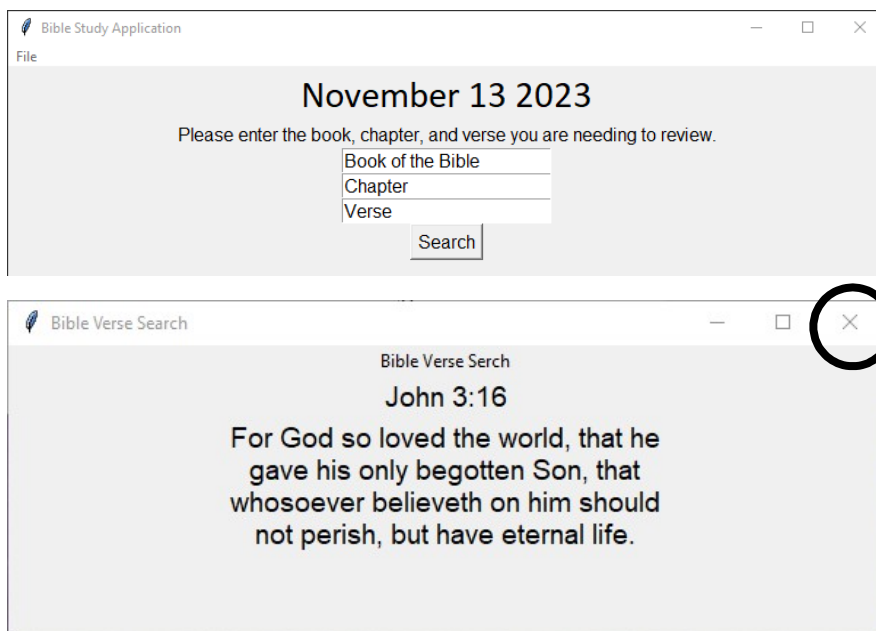 Bible Study Application
File
November 13 2023
Please enter the book, chapter, and verse you are needing to review.
Book of the Bible
Chapter
Verse
Search
Bible Verse Search
Bible Verse Serch
John 3:16
For God so loved the world, that he
gave his only begotten Son, that
whosoever believeth on him should
not perish, but have eternal life.